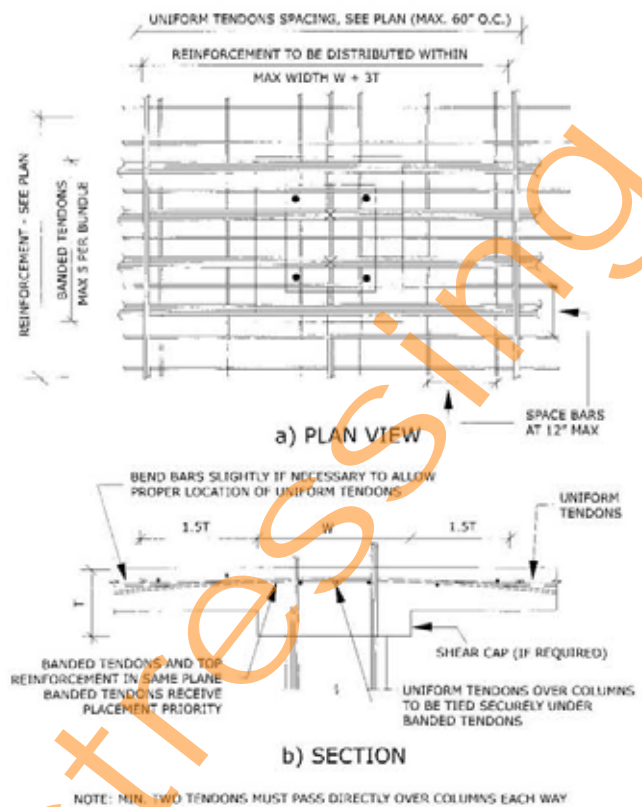 UNIFORM TENDONS SPACING, SEE PLAN (MAX. 60" O.C.)
REINFORCEMENT TO BE DISTRIBUTED WITHIN
MAX WIDTH W + 3T
REINFORCEMENT - SEE PLAN
BANDED TENDONS
MAX 5 PER BUNDLE
SPACE BARS
AT 12" MAX
a) PLAN VIEW
BEND BARS SLIGHTLY IF NECESSARY TO ALLOW
PROPER LOCATION OF UNIFORM TENDONS
UNIFORM
TENDONS
1.5T
W
1.5T
T
SHEAR CAP (IF REQUIRED)
BANDED TENDONS AND TOP
REINFORCEMENT IN SAME PLANE
BANDED TENDONS RECEIVE
PLACEMENT PRIORITY
UNIFORM TENDONS OVER COLUMNS
TO BE TIED SECURELY UNDER
BANDED TENDONS
b) SECTION
NOTE: MIN. TWO TENDONS MUST PASS DIRECTLY OVER COLUMNS EACH WAY
stressing